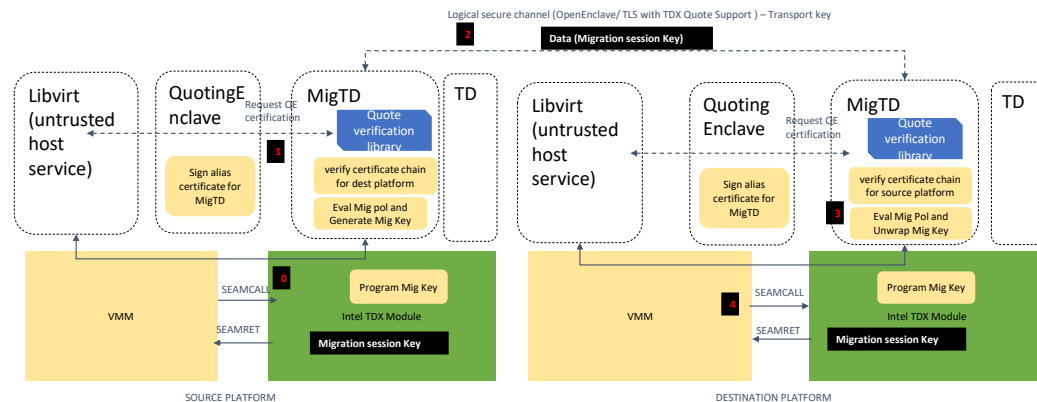 Logical secure channel (OpenEnclave/ TLS with TDX Quote Support ) – Transport key
2
Data (Migration session Key)
Libvirt
(untrusted
host
service)
QuotingE
nclave
Request QE
certification
1
Sign alias
certificate for
MigTD
MigTD
Quote
verification
library
verify certificate chain
for dest platform
Eval Mig pol and
Generate Mig Key
TD
Libvirt
(untrusted
host
service)
Quoting
Enclave
Request QE
certification
Sign alias
certificate for
MigTD
MigTD
Quote
verification
library
verify certificate chain
for source platform
3
Eval Mig Pol and
Unwrap Mig Key
TD
VMM
0
SEAMCALL
SEAMRET
Program Mig Key
Intel TDX Module
Migration session Key
VMM
4
SEAMCALL
SEAMRET
Program Mig Key
Intel TDX Module
Migration session Key
SOURCE PLATFORM
DESTINATION PLATFORM